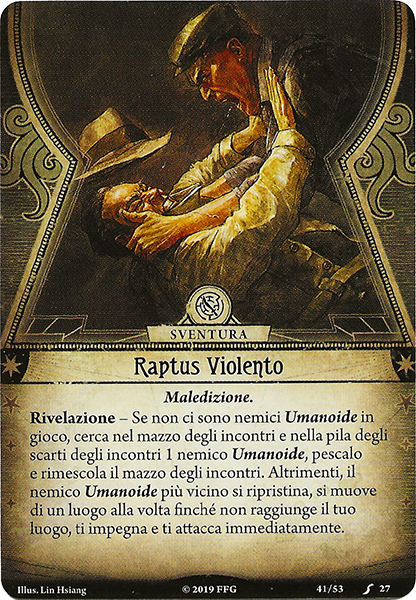 SVENTURA
Raptus Violento
Maledizione.
Rivelazione – Se non ci sono nemici Umanoide in
gioco, cerca nel mazzo degli incontri e nella pila degli
scarti degli incontri 1 nemico Umanoide, pescalo
e rimescola il mazzo degli incontri. Altrimenti, il
nemico Umanoide più vicino si ripristina, si muove
di un luogo alla volta finché non raggiunge il tuo
luogo, ti impegna e ti attacca immediatamente.
Illus. Lin Hsiang © 2019 FFG 41/53 27